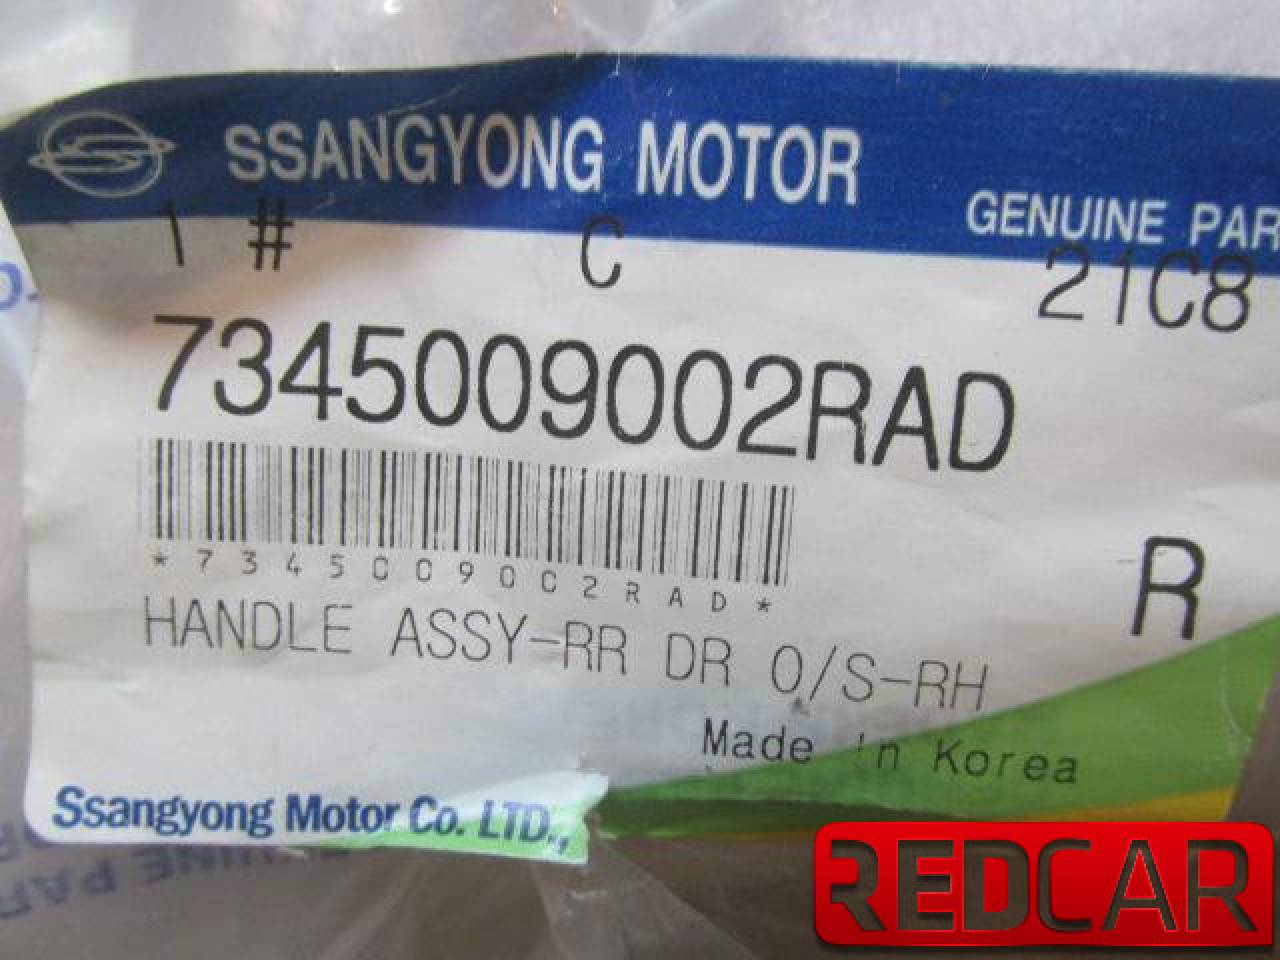 SSANGYONG MOTOR
GENUINE PAR
1 # C 21C8
7345009002RAD
*7345009002RAD*
R
HANDLE ASSY-RR DR O/S-RH
Made in Korea
Ssangyong Motor Co. LTD.,
REDCAR